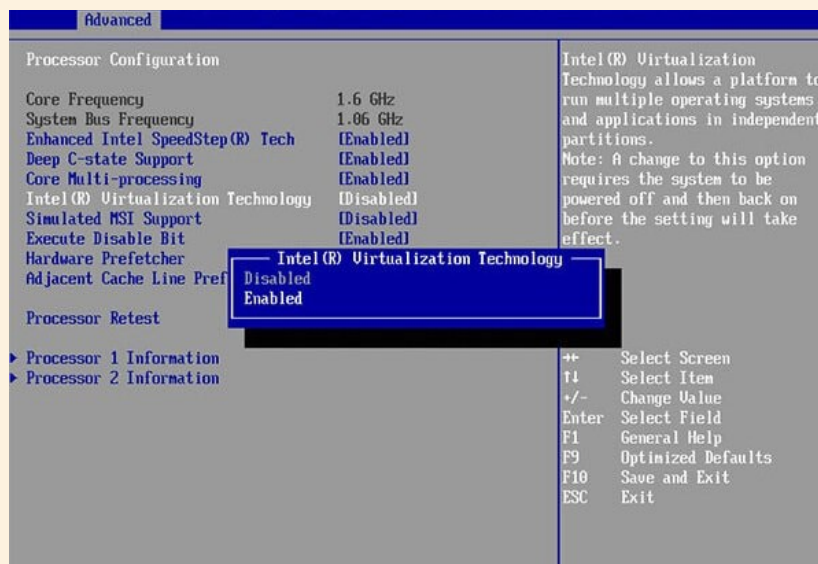 Advanced
Processor Configuration
Core Frequency 1.6 GHz
System Bus Frequency 1.06 GHz
Enhanced Intel SpeedStep(R) Tech [Enabled]
Deep C-state Support [Enabled]
Core Multi-processing [Enabled]
Intel(R) Virtualization Technology [Disabled]
Simulated MSI Support [Disabled]
Execute Disable Bit [Enabled]
Hardware Prefetcher
Adjacent Cache Line Pref
Processor Retest
Processor 1 Information
Processor 2 Information
Intel(R) Virtualization Technology
Disabled
Enabled
Intel(R) Virtualization
Technology allows a platform to
run multiple operating systems
and applications in independent
partitions.
Note: A change to this option
requires the system to be
powered off and then back on
before the setting will take
effect.
↔ Select Screen
↑↓ Select Item
+/- Change Value
Enter Select Field
F1 General Help
F9 Optimized Defaults
F10 Save and Exit
ESC Exit